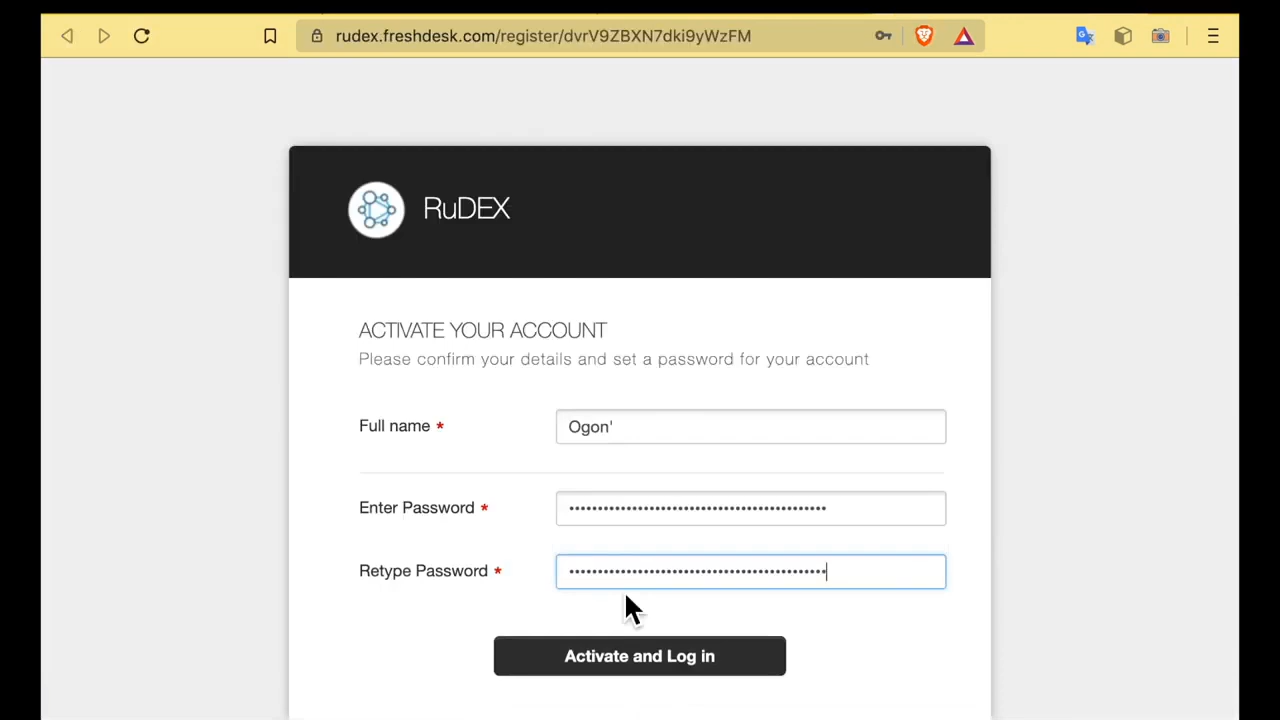 rudex.freshdesk.com/register/dvrV9ZBXN7dki9yWzFM
RuDEX
ACTIVATE YOUR ACCOUNT
Please confirm your details and set a password for your account
Full name *
Ogon'
Enter Password *
Retype Password *
Activate and Log in